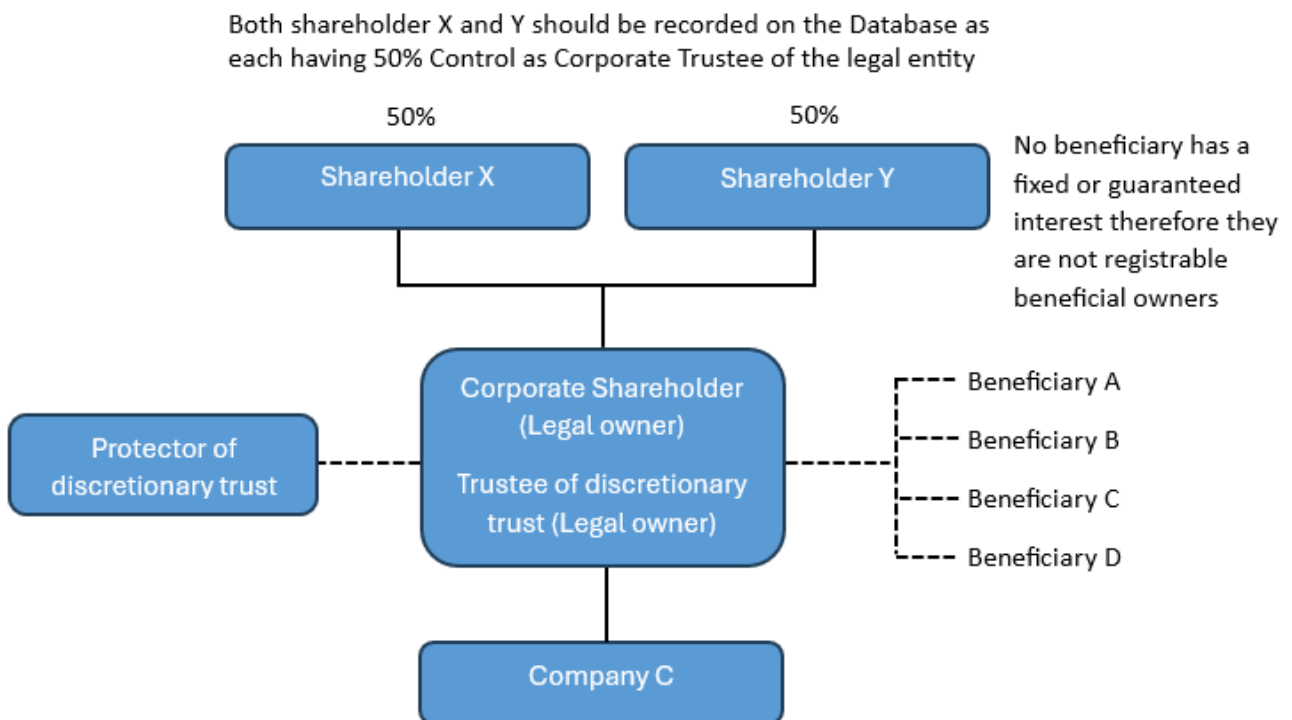 Both shareholder X and Y should be recorded on the Database as
each having 50% Control as Corporate Trustee of the legal entity
50%
50%
Shareholder X
Shareholder Y
No beneficiary has a
fixed or guaranteed
interest therefore they
are not registrable
beneficial owners
Corporate Shareholder
(Legal owner)
Trustee of discretionary
trust (Legal owner)
Protector of
discretionary trust
Beneficiary A
Beneficiary B
Beneficiary C
Beneficiary D
Company C